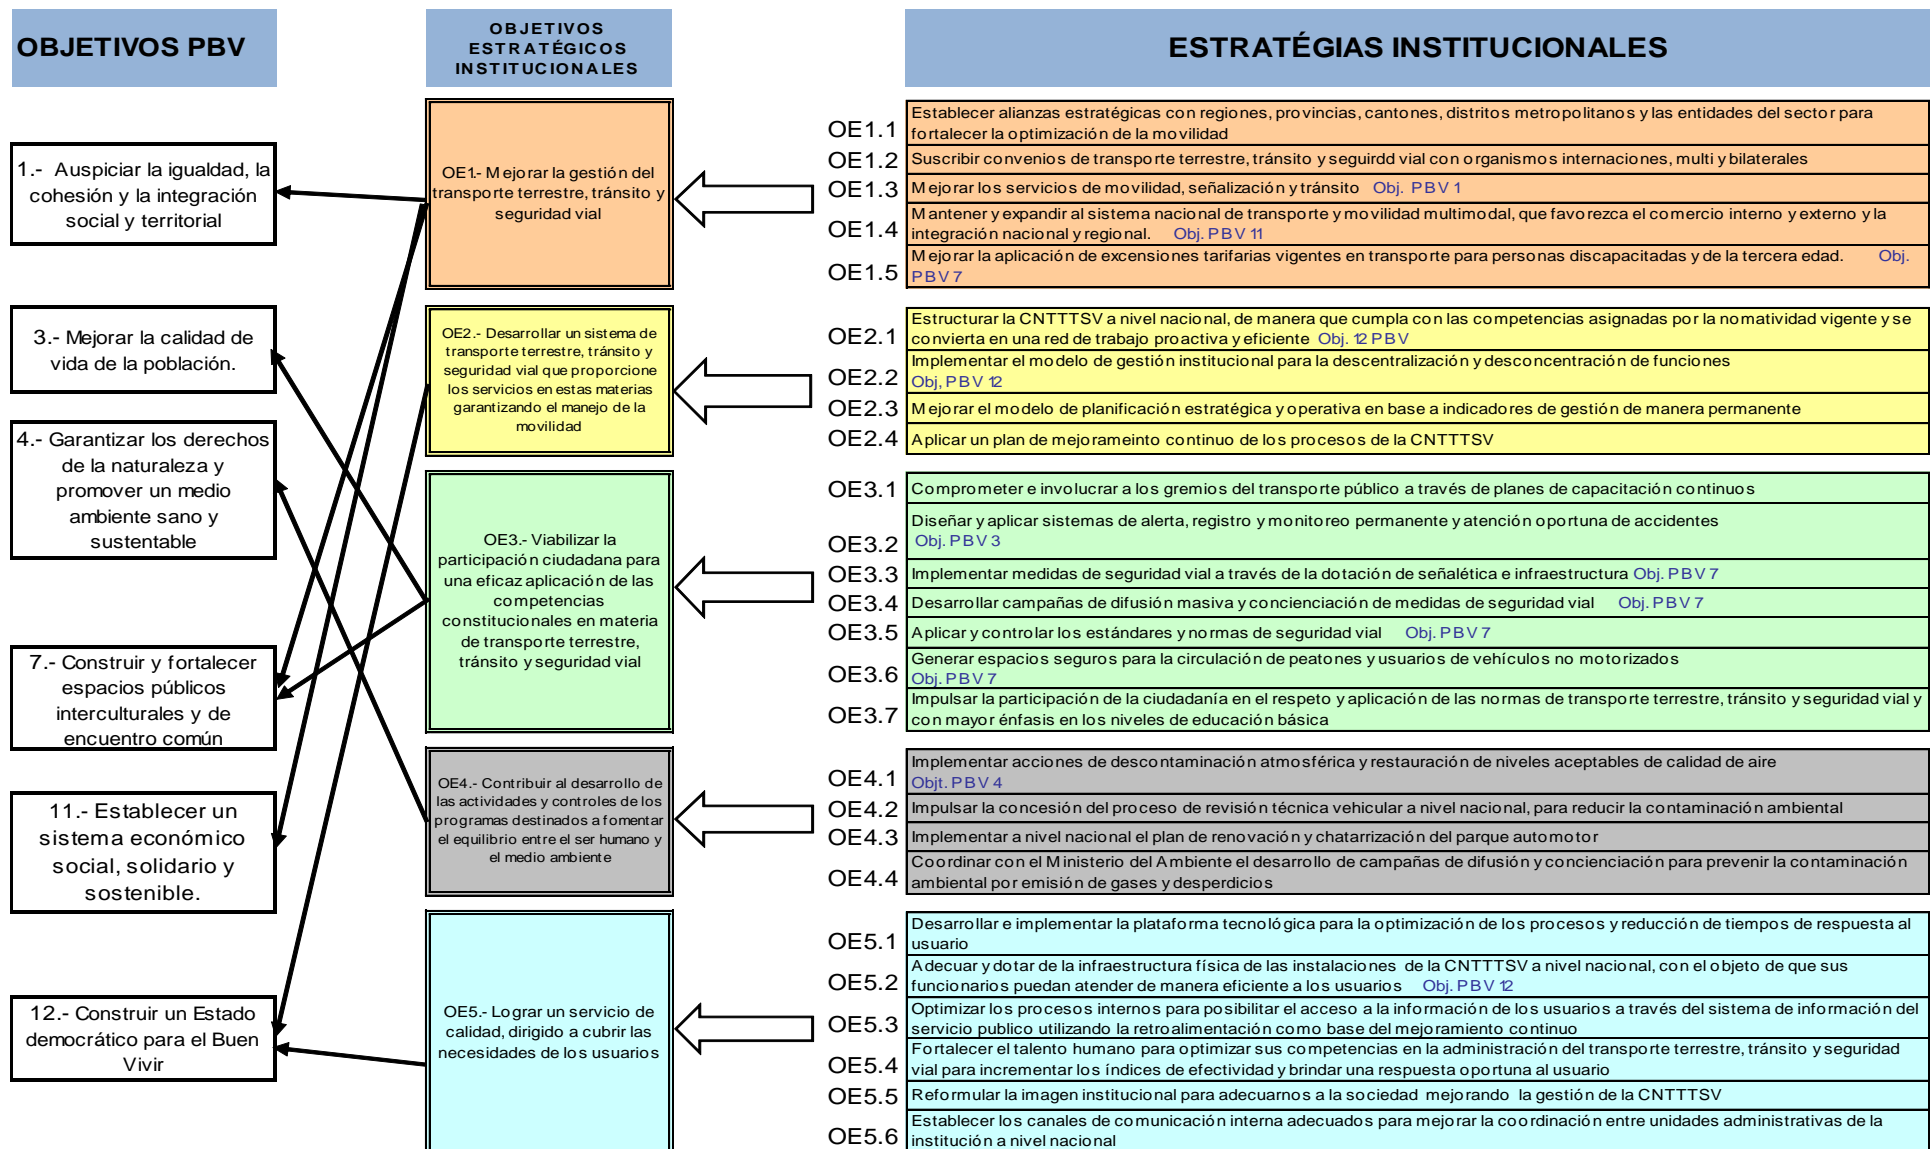 OBJETIVOS PBV
OBJETIVOS
ESTRATÉGICOS
INSTITUCIONALES
ESTRATÉGIAS INSTITUCIONALES
1.- Auspiciar la igualdad, la
cohesión y la integración
social y territorial
3.- Mejorar la calidad de
vida de la población.
4.- Garantizar los derechos
de la naturaleza y
promover un medio
ambiente sano y
sustentable
7.- Construir y fortalecer
espacios públicos
interculturales y de
encuentro común
11.- Establecer un
sistema económico
social, solidario y
sostenible.
12.- Construir un Estado
democrático para el Buen
Vivir
OE1.- Mejorar la gestión del
transporte terrestre, tránsito y
seguridad vial
OE2.- Desarrollar un sistema de
transporte terrestre, tránsito y
seguridad vial que proporcione
los servicios en estas materias
garantizando el manejo de la
movilidad
OE3.- Viabilizar la
participación ciudadana para
una eficaz aplicación de las
competencias
constitucionales en materia
de transporte terrestre,
tránsito y seguridad vial
OE4.- Contribuir al desarrollo de
las actividades y controles de los
programas destinados a fomentar
el equilibrio entre el ser humano y
el medio ambiente
OE5.- Lograr un servicio de
calidad, dirigido a cubrir las
necesidades de los usuarios
OE1.1 Establecer alianzas estratégicas con regiones, provincias, cantones, distritos metropolitanos y las entidades del sector para
fortalecer la optimización de la movilidad
OE1.2 Suscribir convenios de transporte terrestre, tránsito y seguirdd vial con organismos internaciones, multi y bilaterales
OE1.3 Mejorar los servicios de movilidad, señalización y tránsito Obj. PBV 1
OE1.4 Mantener y expandir al sistema nacional de transporte y movilidad multimodal, que favorezca el comercio interno y externo y la
integración nacional y regional. Obj. PBV 11
OE1.5 Mejorar la aplicación de excensiones tarifarias vigentes en transporte para personas discapacitadas y de la tercera edad. Obj.
PBV 7
OE2.1 Estructurar la CNTTTSV a nivel nacional, de manera que cumpla con las competencias asignadas por la nomatividad vigente y se
convierta en una red de trabajo proactiva y eficiente Obj. 12 PBV
OE2.2 Implementar el modelo de gestión institucional para la descentralización y desconcentración de funciones
Obj, PBV 12
OE2.3 Mejorar el modelo de planificación estratégica y operativa en base a indicadores de gestión de manera permanente
OE2.4 Aplicar un plan de mejorameinto continuo de los procesos de la CNTTTSV
OE3.1 Comprometer e involucrar a los gremios del transporte público a través de planes de capacitación continuos
OE3.2 Diseñar y aplicar sistemas de alerta, registro y monitoreo permanente y atención oportuna de accidentes
Obj. PBV 3
OE3.3 Implementar medidas de seguridad vial a través de la dotación de señalética e infraestructura Obj. PBV 7
OE3.4 Desarrollar campañas de difusión masiva y concienciación de medidas de seguridad vial Obj. PBV 7
OE3.5 Aplicar y controlar los estándares y normas de seguridad vial Obj. PBV 7
OE3.6 Generar espacios seguros para la circulación de peatones y usuarios de vehículos no motorizados
Obj. PBV 7
OE3.7 Impulsar la participación de la ciudadanía en el respeto y aplicación de las normas de transporte terrestre, tránsito y seguridad vial y
con mayor énfasis en los niveles de educación básica
OE4.1 Implementar acciones de descontaminación atmosférica y restauración de niveles aceptables de calidad de aire
Objt. PBV 4
OE4.2 Impulsar la concesión del proceso de revisión técnica vehicular a nivel nacional, para reducir la contaminación ambiental
OE4.3 Implementar a nivel nacional el plan de renovación y chatarrización del parque automotor
OE4.4 Coordinar con el Ministerio del Ambiente el desarrollo de campañas de difusión y concienciación para prevenir la contaminación
ambiental por emisión de gases y desperdicios
OE5.1 Desarrollar e implementar la plataforma tecnológica para la optimización de los procesos y reducción de tiempos de respuesta al
usuario
OE5.2 Adecuar y dotar de la infraestructura física de las instalaciones de la CNTTTSV a nivel nacional, con el objeto de que sus
funcionarios puedan atender de manera eficiente a los usuarios Obj. PBV 12
OE5.3 Optimizar los procesos internos para posibilitar el acceso a la información de los usuarios a través del sistema de información del
servicio publico utilizando la retroalimentación como base del mejoramiento continuo
OE5.4 Fortalecer el talento humano para optimizar sus competencias en la administración del transporte terrestre, tránsito y seguridad
vial para incrementar los índices de efectividad y brindar una respuesta oportuna al usuario
OE5.5 Reformular la imagen institucional para adecuarnos a la sociedad mejorando la gestión de la CNTTTSV
OE5.6 Establecer los canales de comunicación interna adecuados para mejorar la coordinación entre unidades administrativas de la
institución a nivel nacional